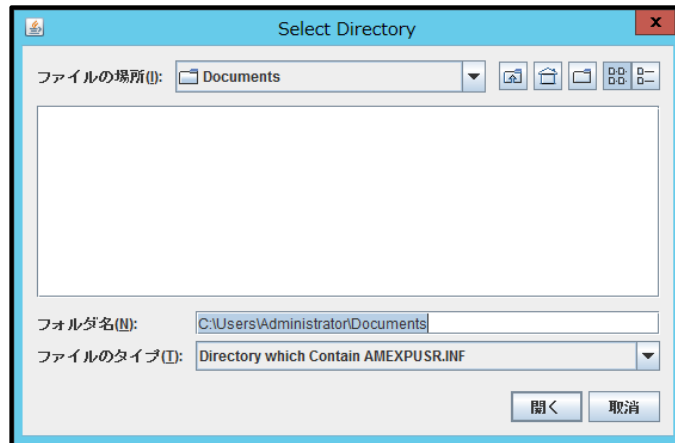 Select Directory
x
ファイルの場所(I): Documents
フォルダ名(N): C:\Users\Administrator\Documents
ファイルのタイプ(T): Directory which Contain AMEXPUSR.INF
開く 取消